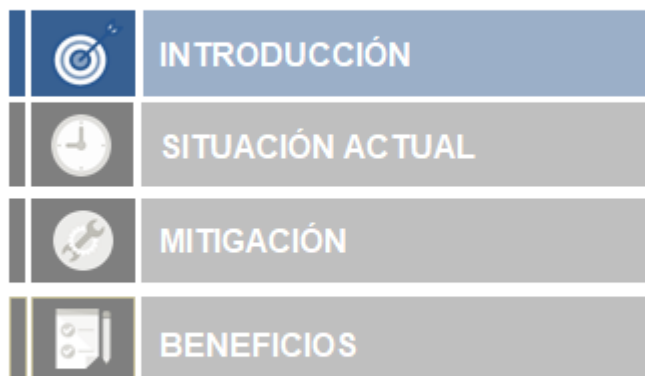 INTRODUCCIÓN
SITUACIÓN ACTUAL
MITIGACIÓN
BENEFICIOS